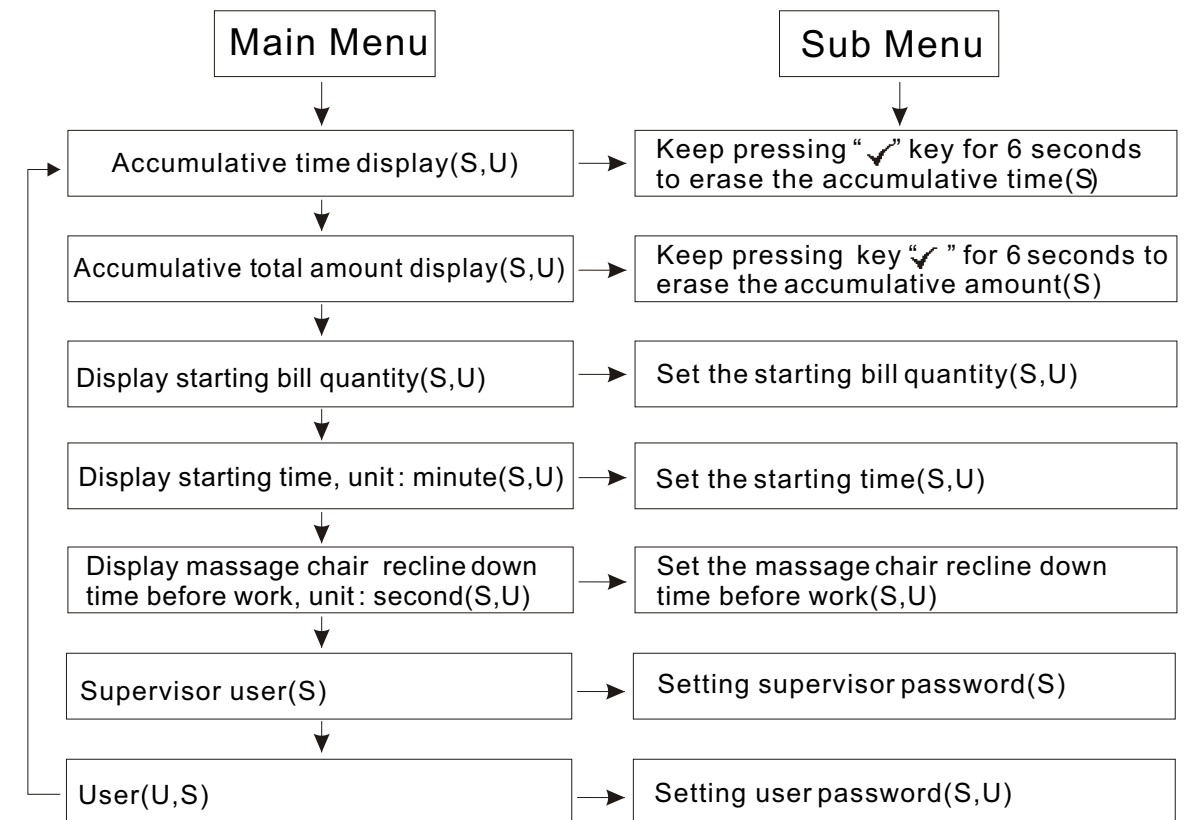 Main Menu
Sub Menu
Accumulative time display(S,U)
Keep pressing “✓” key for 6 seconds
to erase the accumulative time(S)
Accumulative total amount display(S,U)
Keep pressing key“✓ ” for 6 seconds to
erase the accumulative amount(S)
Display starting bill quantity(S,U)
Set the starting bill quantity(S,U)
Display starting time, unit: minute(S,U)
Set the starting time(S,U)
Display massage chair recline down
time before work, unit: second(S,U)
Set the massage chair recline down
time before work(S,U)
Supervisor user(S)
Setting supervisor password(S)
User(U,S)
Setting user password(S,U)